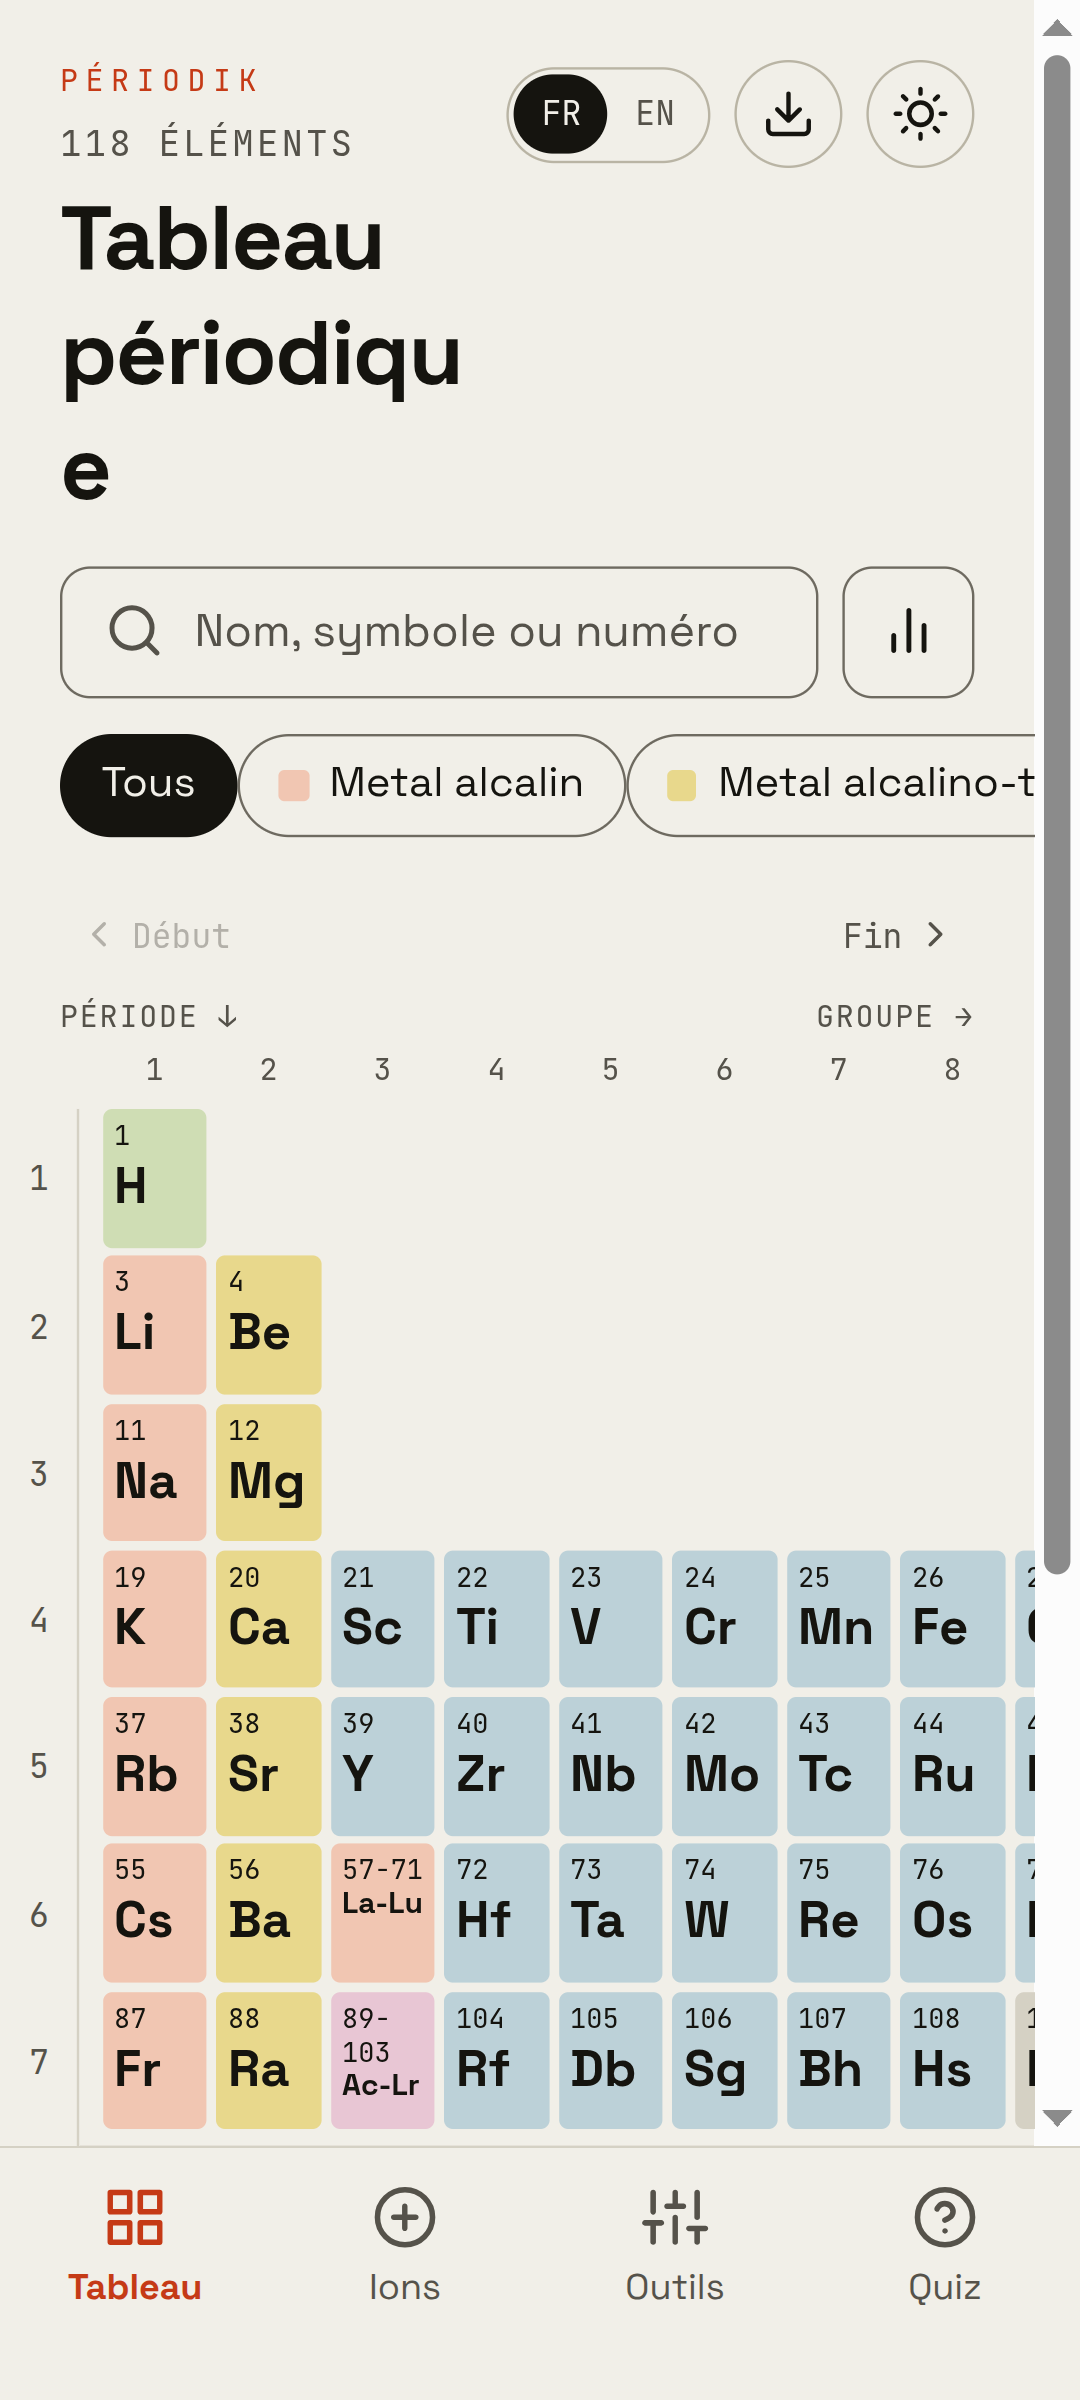 PÉRIODIK
118 ÉLÉMENTS
FR EN
Tableau
périodiqu
e
Nom, symbole ou numéro
Tous Metal alcalin Metal alcalino-t
Début Fin
PÉRIODE ↓ GROUPE →
1 2 3 4 5 6 7 8
1
1
H
2
3 4
Li Be
3
11 12
Na Mg
4
19 20 21 22 23 24 25 26
K Ca Sc Ti V Cr Mn Fe
5
37 38 39 40 41 42 43 44
Rb Sr Y Zr Nb Mo Tc Ru
6
55 56 57-71 72 73 74 75 76
Cs Ba La-Lu Hf Ta W Re Os
7
87 88 89-103 104 105 106 107 108
Fr Ra Ac-Lr Rf Db Sg Bh Hs
Tableau Ions Outils Quiz